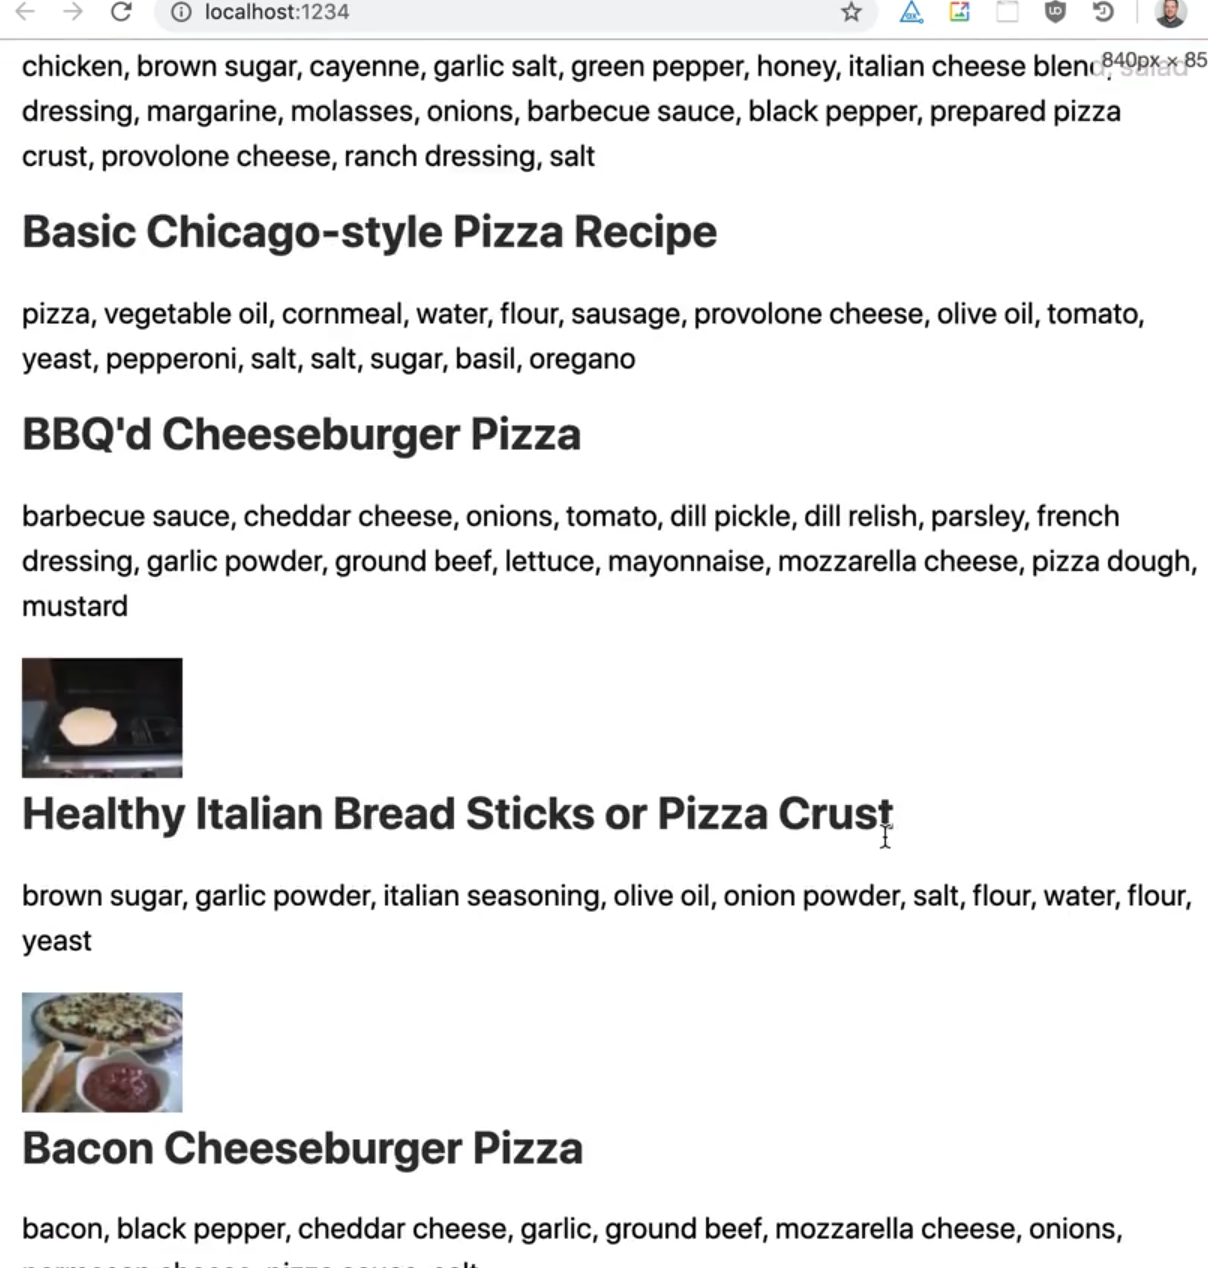 localhost:1234
840px × 85
chicken, brown sugar, cayenne, garlic salt, green pepper, honey, italian cheese blend, salad
dressing, margarine, molasses, onions, barbecue sauce, black pepper, prepared pizza
crust, provolone cheese, ranch dressing, salt
Basic Chicago-style Pizza Recipe
pizza, vegetable oil, cornmeal, water, flour, sausage, provolone cheese, olive oil, tomato,
yeast, pepperoni, salt, salt, sugar, basil, oregano
BBQ'd Cheeseburger Pizza
barbecue sauce, cheddar cheese, onions, tomato, dill pickle, dill relish, parsley, french
dressing, garlic powder, ground beef, lettuce, mayonnaise, mozzarella cheese, pizza dough,
mustard
Healthy Italian Bread Sticks or Pizza Crust
brown sugar, garlic powder, italian seasoning, olive oil, onion powder, salt, flour, water, flour,
yeast
Bacon Cheeseburger Pizza
bacon, black pepper, cheddar cheese, garlic, ground beef, mozzarella cheese, onions,
parmesan cheese, pizza sauce, salt